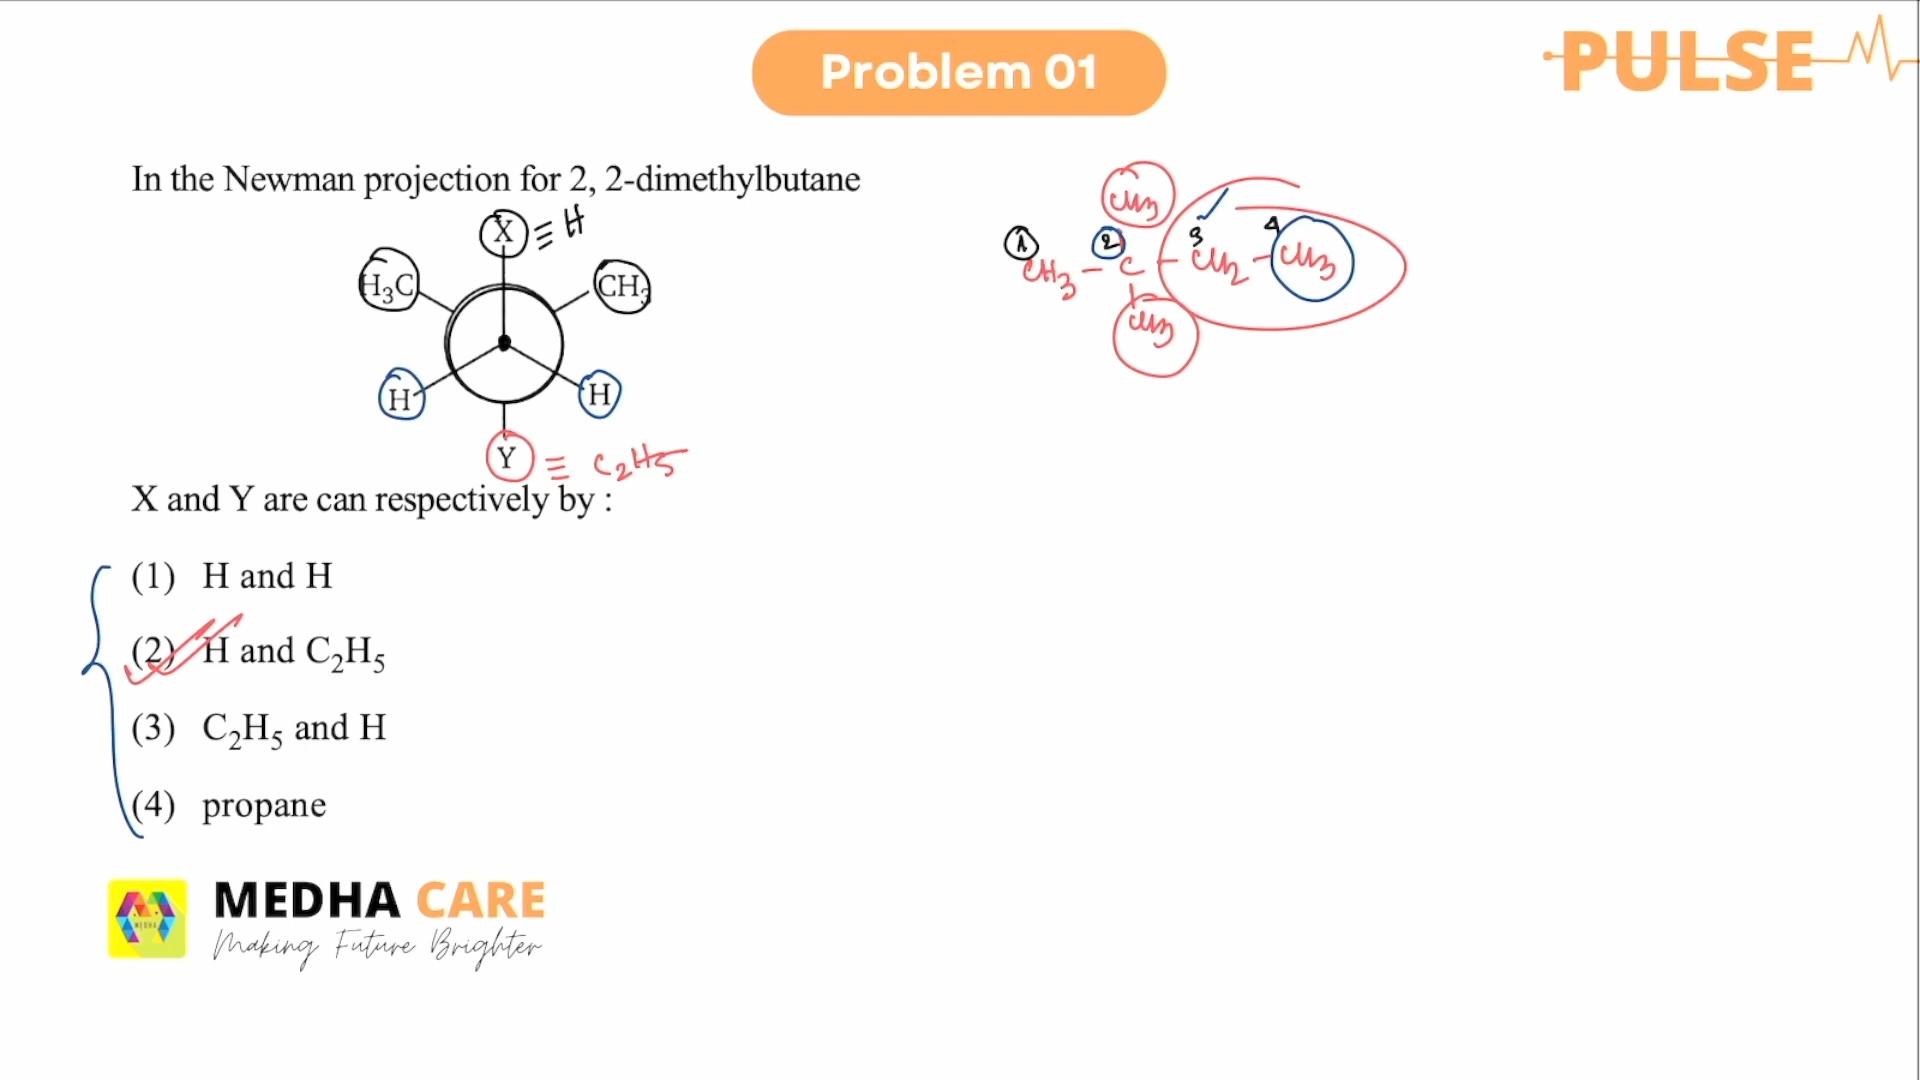 Problem 01
PULSE
In the Newman projection for 2, 2-dimethylbutane
X ≡ H
H₃C
CH₃
H
H
Y ≡ C₂H₅
CH₃
1 2 3 4
CH₃ - C - CH₂ - CH₃
CH₃
X and Y are can respectively by :
(1) H and H
(2) H and C₂H₅
(3) C₂H₅ and H
(4) propane
MEDHA
MEDHA CARE
Making Future Brighter